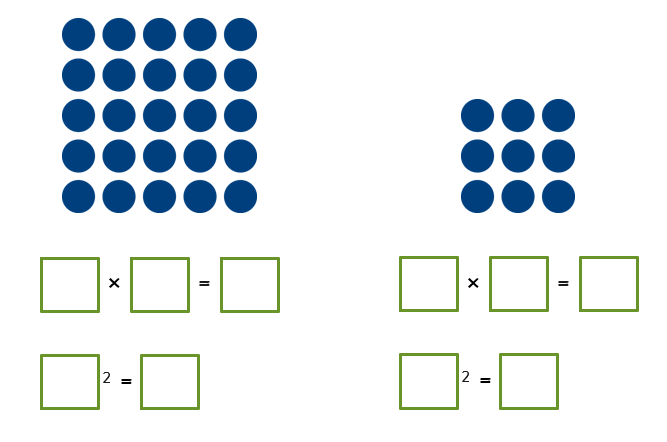 × = × =
2 = 2 =